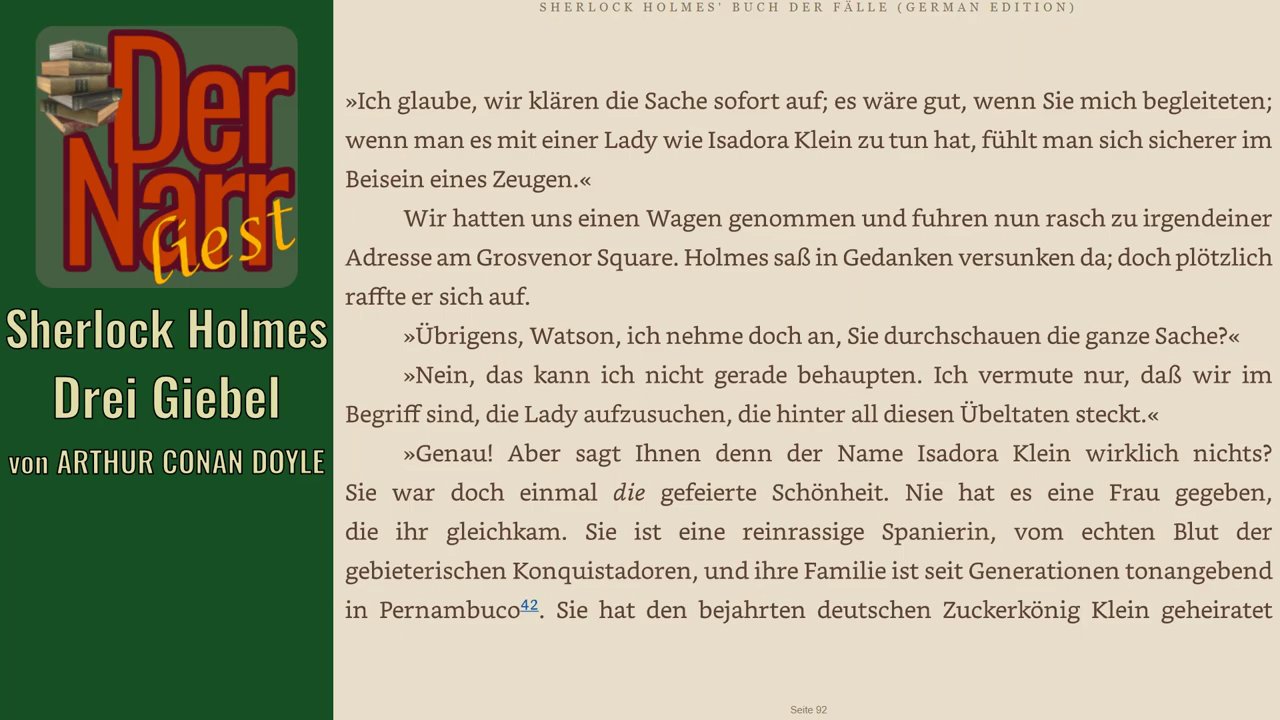 Der
Narr
liest
Sherlock Holmes
Drei Giebel
von ARTHUR CONAN DOYLE
SHERLOCK HOLMES' BUCH DER FÄLLE (GERMAN EDITION)
»Ich glaube, wir klären die Sache sofort auf; es wäre gut, wenn Sie mich begleiteten;
wenn man es mit einer Lady wie Isadora Klein zu tun hat, fühlt man sich sicherer im
Beisein eines Zeugen.«
Wir hatten uns einen Wagen genommen und fuhren nun rasch zu irgendeiner
Adresse am Grosvenor Square. Holmes saß in Gedanken versunken da; doch plötzlich
raffte er sich auf.
»Übrigens, Watson, ich nehme doch an, Sie durchschauen die ganze Sache?«
»Nein, das kann ich nicht gerade behaupten. Ich vermute nur, daß wir im
Begriff sind, die Lady aufzusuchen, die hinter all diesen Übeltaten steckt.«
»Genau! Aber sagt Ihnen denn der Name Isadora Klein wirklich nichts?
Sie war doch einmal die gefeierte Schönheit. Nie hat es eine Frau gegeben,
die ihr gleichkam. Sie ist eine reinrassige Spanierin, vom echten Blut der
gebieterischen Konquistadoren, und ihre Familie ist seit Generationen tonangebend
in Pernambuco42. Sie hat den bejahrten deutschen Zuckerkönig Klein geheiratet
Seite 92